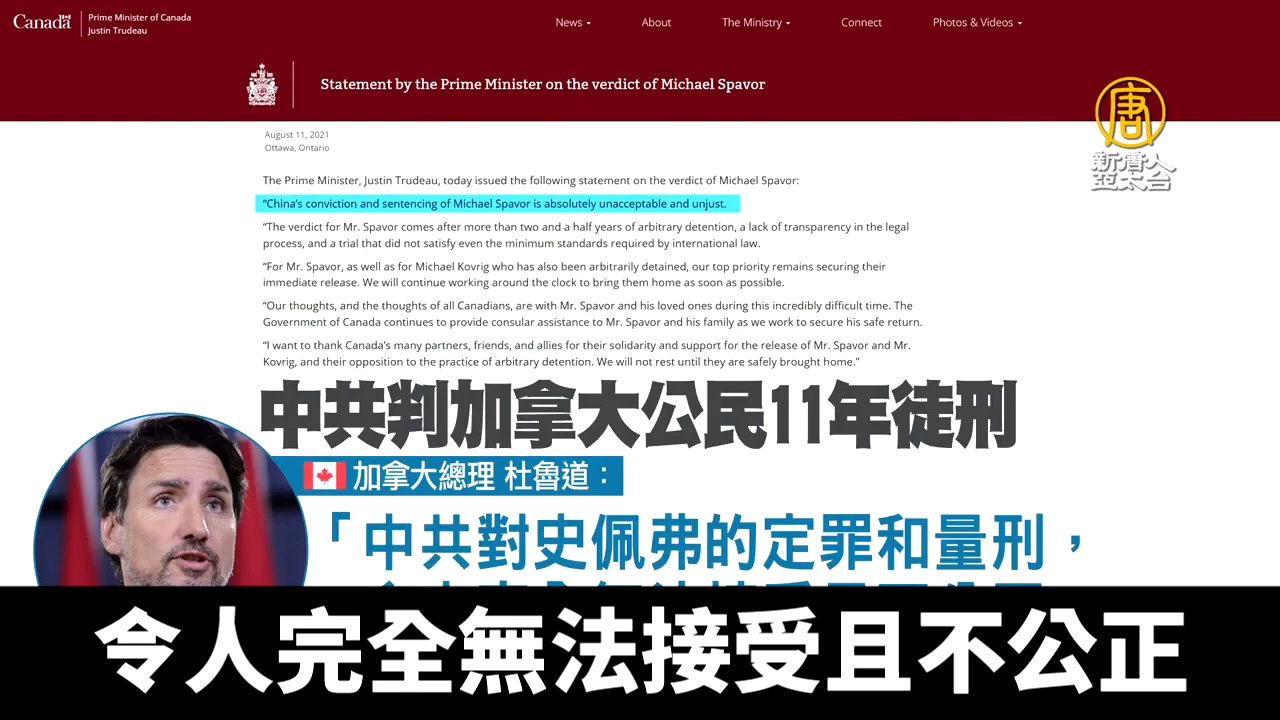 Canada
Prime Minister of Canada
Justin Trudeau
News
About
The Ministry
Connect
Photos & Videos
Statement by the Prime Minister on the verdict of Michael Spavor
唐
新唐人
亞太台
August 11, 2021
Ottawa, Ontario
The Prime Minister, Justin Trudeau, today issued the following statement on the verdict of Michael Spavor:
“China’s conviction and sentencing of Michael Spavor is absolutely unacceptable and unjust.
“The verdict for Mr. Spavor comes after more than two and a half years of arbitrary detention, a lack of transparency in the legal
process, and a trial that did not satisfy even the minimum standards required by international law.
“For Mr. Spavor, as well as for Michael Kovrig who has also been arbitrarily detained, our top priority remains securing their
immediate release. We will continue working around the clock to bring them home as soon as possible.
“Our thoughts, and the thoughts of all Canadians, are with Mr. Spavor and his loved ones during this incredibly difficult time. The
Government of Canada continues to provide consular assistance to Mr. Spavor and his family as we work to secure his safe return.
“I want to thank Canada’s many partners, friends, and allies for their solidarity and support for the release of Mr. Spavor and Mr.
Kovrig, and their opposition to the practice of arbitrary detention. We will not rest until they are safely brought home.”
中共判加拿大公民11年徒刑
加拿大總理 杜魯道：
「中共對史佩弗的定罪和量刑，
令人完全無法接受且不公正